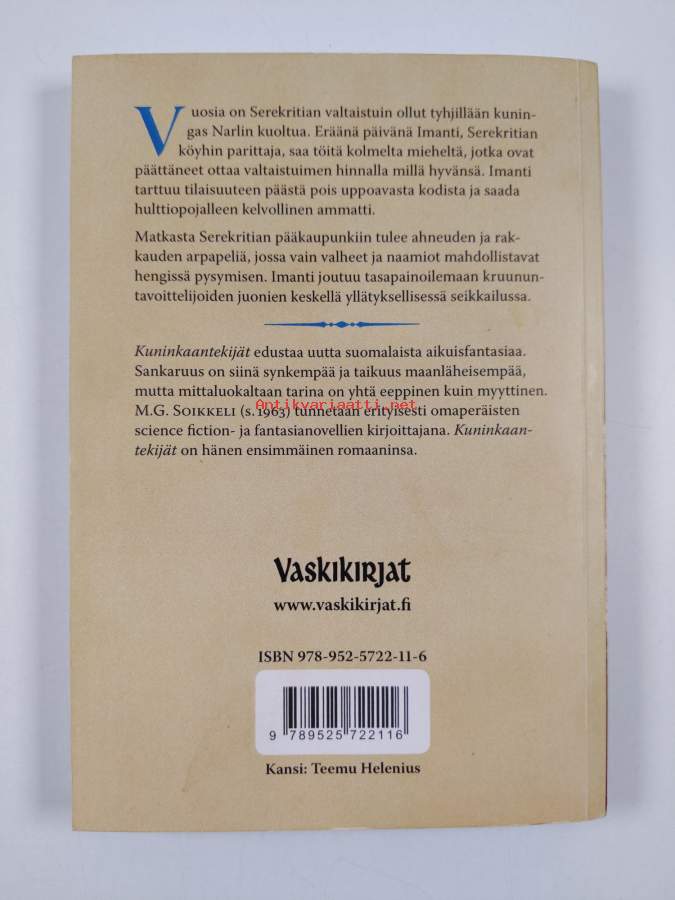 Vuosia on Serekritian valtaistuin ollut tyhjillään kunin-
gas Narlin kuoltua. Eräänä päivänä Imanti, Serekritian
köyhin parittaja, saa töitä kolmelta mieheltä, jotka ovat
päättäneet ottaa valtaistuimen hinnalla millä hyvänsä. Imanti
tarttuu tilaisuuteen päästä pois uppoavasta kodista ja saada
hulttiopojalleen kelvollinen ammatti.
Matkasta Serekritian pääkaupunkiin tulee ahneuden ja rak-
kauden arpapeliä, jossa vain valheet ja naamiot mahdollistavat
hengissä pysymisen. Imanti joutuu tasapainoilemaan kruunun-
tavoittelijoiden juonien keskellä yllätyksellisessä seikkailussa.
Kuninkaantekijät edustaa uutta suomalaista aikuisfantasiaa.
Sankaruus on siinä synkempää ja taikuus maanläheisempää,
mutta mittaluokaltaan tarina on yhtä eeppinen kuin myyttinen.
Antikvariaatti.net
M.G. Soikkeli (s. 1963) tunnetaan erityisesti omaperäisten
science fiction- ja fantasianovellien kirjoittajana. Kuninkaan-
tekijät on hänen ensimmäinen romaaninsa.
Vaskikirjat
www.vaskikirjat.fi
ISBN 978-952-5722-11-6
9 789525 722116
Kansi: Teemu Helenius